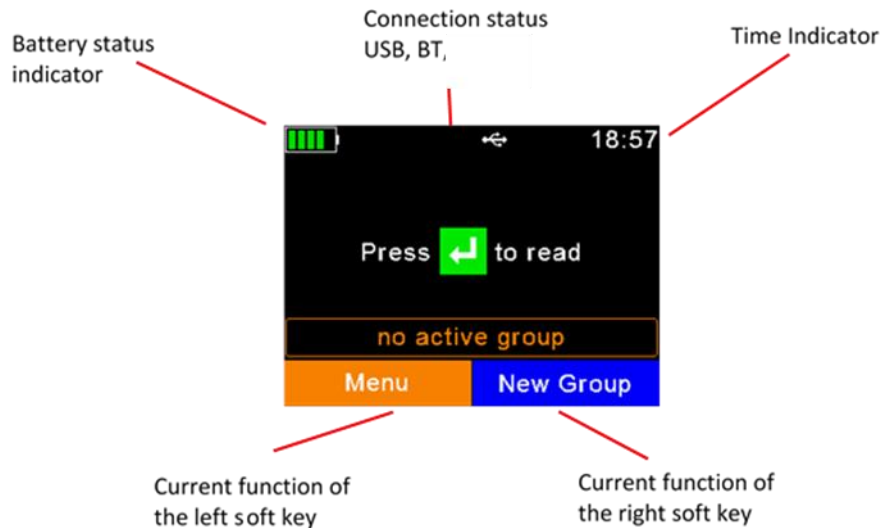 Connection status
USB, BT,
Battery status
indicator
Time Indicator
18:57
Press to read
no active group
Menu New Group
Current function of
the left soft key
Current function of
the right soft key